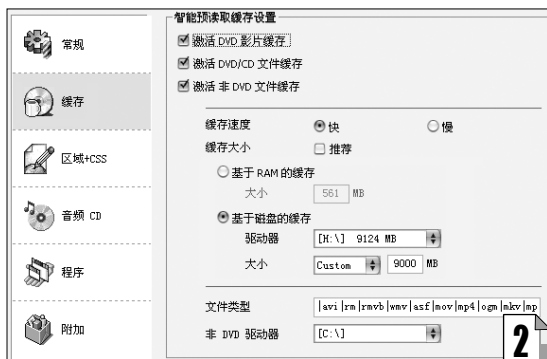 智能预读取缓存设置
常规
缓存
区域+CSS
音频 CD
程序
附加
激活 DVD 影片缓存
激活 DVD/CD 文件缓存
激活 非 DVD 文件缓存
缓存速度 快 慢
缓存大小 推荐
基于 RAM 的缓存
大小 561 MB
基于磁盘的缓存
驱动器 [H:\] 9124 MB
大小 Custom 9000 MB
文件类型 |avi|rm|rmvb|wmv|asf|mov|mp4|ogm|mkv|mp
非 DVD 驱动器 [C:\]
2